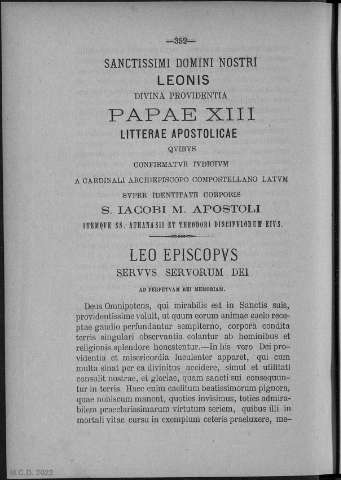 —352—
SANCTISSIMI DOMINI NOSTRI
LEONIS
DIVINA PROVIDENTIA
PAPAE XIII
LITTERAE APOSTOLICAE
QVIBVS
CONFIRMATVR IVDICIVM
A CARDINALI ARCHIEPISCOPO COMPOSTELLANO LATVM
SVPER IDENTITATE CORPORIS
S. IACOBI M. APOSTOLI
ITEMQVE SS. ATHANASII ET THEODORI DISCIPVLORVM EIVS.
LEO EPISCOPVS
SERVVS SERVORUM DEI
AD PERPETVAM REI MEMORIAM.
Deus Omnipotens, qui mirabilis est in Sanctis suis,
providentissime voluit, ut quum eorum animae caelo rece-
ptae gaudio perfundantur sempiterno, corpora condita
terris singulari observantia colantur ab hominibus et
religionis splendore honestentur.—In his vero Dei pro-
videntia et misericordia luculenter apparet, qui cum
multa sinat per ea divinitus accidere, simul et utilitati
consulit nostrae, et gloriae, quam sancti sui consequun-
tur in terris. Haec enim caelitum beatissimorum pignora,
quae nobiscum manent, quoties invisimus, toties admira-
bilem praeclarissimarum virtutum seriem, quibus illi in
mortali vitae cursu in exemplum ceteris praeluxere, me-
M.C.D. 2022